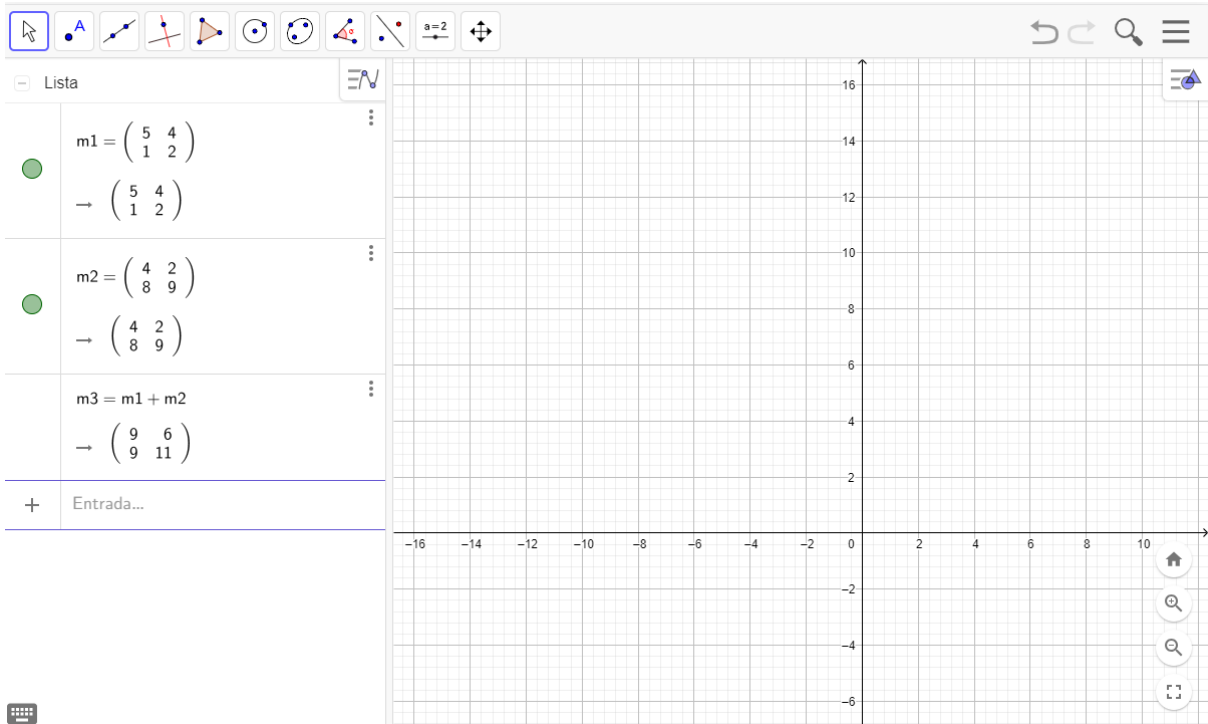 A
a=2
Lista
m1 = ( 5 4
1 2 )
→ ( 5 4
1 2 )
m2 = ( 4 2
8 9 )
→ ( 4 2
8 9 )
m3 = m1 + m2
→ ( 9 6
9 11 )
+ Entrada...
16
14
12
10
8
6
4
2
−16 −14 −12 −10 −8 −6 −4 −2 0 2 4 6 8 10
−2
−4
−6